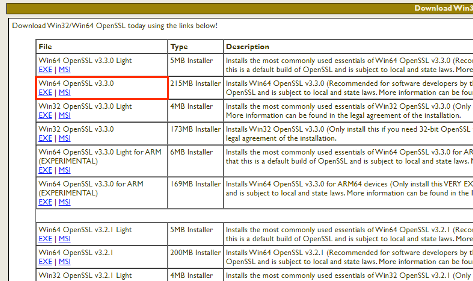 Download Win3
Download Win32/Win64 OpenSSL today using the links below!
File Type Description
Win64 OpenSSL v3.3.0 Light 5MB Installer Installs the most commonly used essentials of Win64 OpenSSL v3.3.0 (Reco
EXE | MSI this is a default build of OpenSSL and is subject to local and state laws. More
Win64 OpenSSL v3.3.0 215MB Installer Installs Win64 OpenSSL v3.3.0 (Recommended for software developers by t
EXE | MSI OpenSSL and is subject to local and state laws. More information can be fou
Win32 OpenSSL v3.3.0 Light 4MB Installer Installs the most commonly used essentials of Win32 OpenSSL v3.3.0 (Only
EXE | MSI More information can be found in the legal agreement of the installation.
Win32 OpenSSL v3.3.0 173MB Installer Installs Win32 OpenSSL v3.3.0 (Only install this if you need 32-bit OpenSSL
EXE | MSI legal agreement of the installation.
Win64 OpenSSL v3.3.0 Light for ARM 6MB Installer Installs the most commonly used essentials of Win64 OpenSSL v3.3.0 for AR
(EXPERIMENTAL) that this is a default build of OpenSSL and is subject to local and state laws.
EXE | MSI
Win64 OpenSSL v3.3.0 for ARM 169MB Installer Installs Win64 OpenSSL v3.3.0 for ARM64 devices (Only install this VERY EX
(EXPERIMENTAL) and is subject to local and state laws. More information can be found in the
EXE | MSI
Win64 OpenSSL v3.2.1 Light 5MB Installer Installs the most commonly used essentials of Win64 OpenSSL v3.2.1 (Reco
EXE | MSI this is a default build of OpenSSL and is subject to local and state laws. More
Win64 OpenSSL v3.2.1 200MB Installer Installs Win64 OpenSSL v3.2.1 (Recommended for software developers by t
EXE | MSI OpenSSL and is subject to local and state laws. More information can be fou
Win32 OpenSSL v3.2.1 Light 4MB Installer Installs the most commonly used essentials of Win32 OpenSSL v3.2.1 (Only